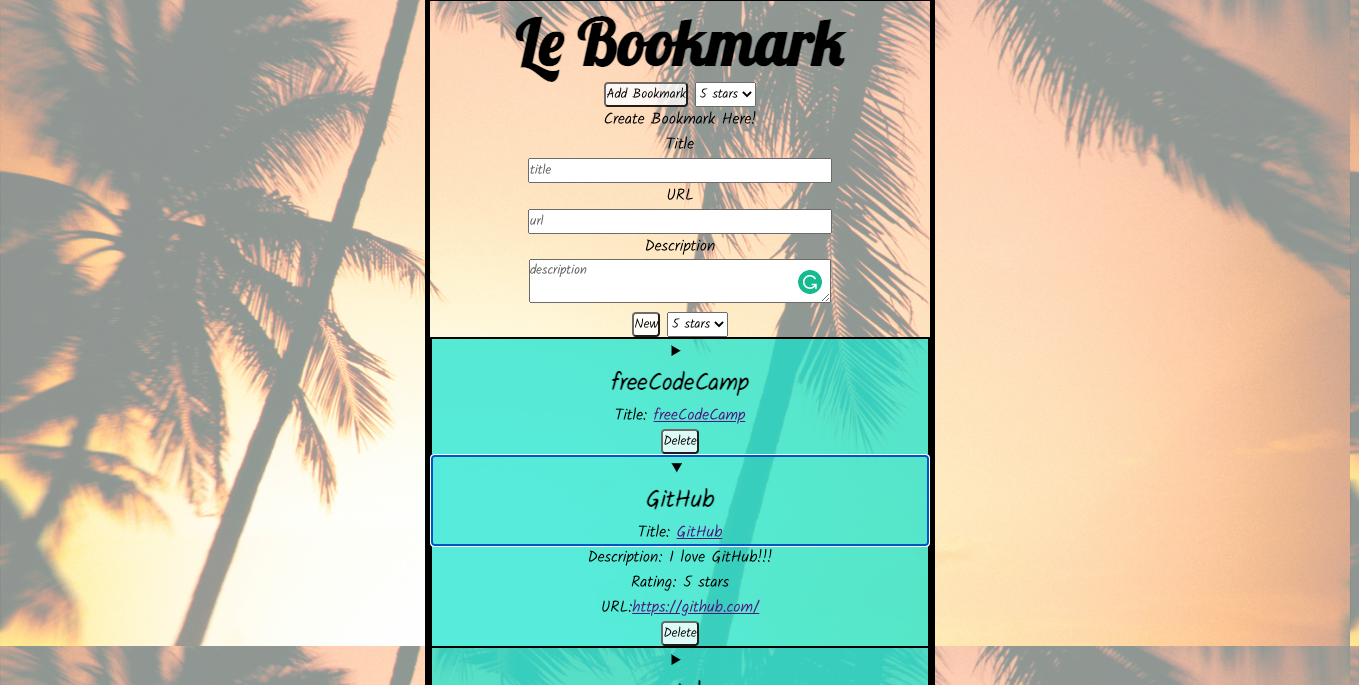 Le Bookmark
Add Bookmark 5 stars
Create Bookmark Here!
Title
title
URL
url
Description
description
New 5 stars
freeCodeCamp
Title: freeCodeCamp
Delete
GitHub
Title: GitHub
Description: I love GitHub!!!
Rating: 5 stars
URL:https://github.com/
Delete